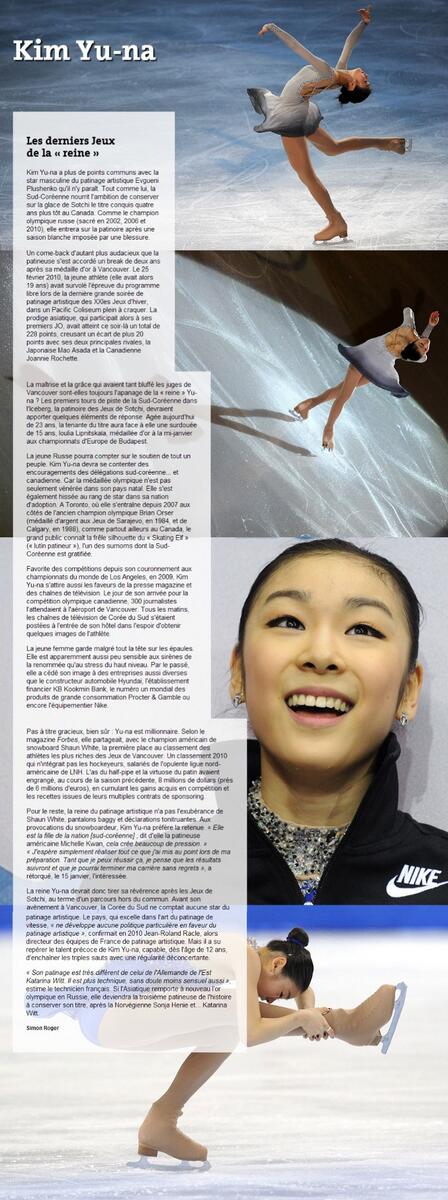 Kim Yu-na
Les derniers Jeux
de la « reine »
Kim Yu-na a plus de points communs avec la
star masculine du patinage artistique Evgueni
Plushenko qu'il n'y paraît. Tout comme lui, la
Sud-Coréenne nourrit l'ambition de conserver
sur la glace de Sotchi le titre conquis quatre
ans plus tôt au Canada. Comme le champion
olympique russe (sacré en 2002, 2006 et
2010), elle entrera sur la patinoire après une
saison blanche imposée par une blessure.
Un come-back d'autant plus audacieux que la
patineuse s'est accordé un break de deux ans
après sa médaille d'or à Vancouver. Le 25
février 2010, la jeune athlète (elle avait alors
19 ans) avait survolé l'épreuve du programme
libre lors de la dernière grande soirée de
patinage artistique des XXIes Jeux d'hiver,
dans un Pacific Coliseum plein à craquer. La
prodige asiatique, qui participait alors à ses
premiers JO, avait atteint ce soir-là un total de
228 points, creusant un écart de plus 20
points avec ses deux principales rivales, la
Japonaise Mao Asada et la Canadienne
Joannie Rochette.
La maîtrise et la grâce qui avaient tant bluffé les juges de
Vancouver sont-elles toujours l'apanage de la « reine » Yu-
na ? Les premiers tours de piste de la Sud-Coréenne dans
l'Iceberg, la patinoire des Jeux de Sotchi, devraient
apporter quelques éléments de réponse. Agée aujourd'hui
de 23 ans, la tenante du titre aura face à elle une surdouée
de 15 ans, Ioulia Lipnitskaïa, médaillée d'or à la mi-janvier
aux championnats d'Europe de Budapest.
La jeune Russe pourra compter sur le soutien de tout un
peuple. Kim Yu-na devra se contenter des
encouragements des délégations sud-coréenne... et
canadienne. Car la médaillée olympique n'est pas
seulement vénérée dans son pays natal. Elle s'est
également hissée au rang de star dans sa nation
d'adoption. A Toronto, où elle s'entraîne depuis 2007 aux
côtés de l'ancien champion olympique Brian Orser
(médaillé d'argent aux Jeux de Sarajevo, en 1984, et de
Calgary, en 1988), comme partout ailleurs au Canada, le
grand public connaît la frêle silhouette du « Skating Elf »
(« lutin patineur »), l'un des surnoms dont la Sud-
Coréenne est gratifiée.
Favorite des compétitions depuis son couronnement aux
championnats du monde de Los Angeles, en 2009, Kim
Yu-na s'attire aussi les faveurs de la presse magazine et
des chaînes de télévision. Le jour de son arrivée pour la
compétition olympique canadienne, 300 journalistes
l'attendaient à l'aéroport de Vancouver. Tous les matins,
les chaînes de télévision de Corée du Sud s'étaient
postées à l'entrée de son hôtel dans l'espoir d'obtenir
quelques images de l'athlète.
La jeune femme garde malgré tout la tête sur les épaules.
Elle est apparemment aussi peu sensible aux sirènes de
la renommée qu'au stress du haut niveau. Par le passé,
elle a cédé son image à des entreprises aussi diverses
que le constructeur automobile Hyundai, l'établissement
financier KB Kookmin Bank, le numéro un mondial des
produits de grande consommation Procter & Gamble ou
encore l'équipementier Nike.
Pas à titre gracieux, bien sûr : Yu-na est millionnaire. Selon le
magazine Forbes, elle partageait, avec le champion américain de
snowboard Shaun White, la première place au classement des
athlètes les plus riches des Jeux de Vancouver. Un classement 2010
qui n'intégrait pas les hockeyeurs, salariés de l'opulente ligue nord-
américaine de LNH. L'as du half-pipe et la virtuose du patin avaient
engrangé, au cours de la saison précédente, 8 millions de dollars (près
de 6 millions d'euros), en cumulant les gains acquis en compétition et
les recettes issues de leurs multiples contrats de sponsoring.
Pour le reste, la reine du patinage artistique n'a pas l'exubérance de
Shaun White, pantalons baggy et déclarations tonitruantes. Aux
provocations du snowboardeur, Kim Yu-na préfère la retenue. « Elle
est la fille de la nation [sud-coréenne] , dit d'elle la patineuse
américaine Michelle Kwan, cela crée beaucoup de pression. »
« J'espère simplement réaliser tout ce que j'ai mis au point lors de ma
préparation. Tant que je peux réussir ça, je pense que les résultats
suivront et que je pourrai terminer ma carrière sans regrets », a
rétorqué, le 15 janvier, l'intéressée.
La reine Yu-na devrait donc tirer sa révérence après les Jeux de
Sotchi, au terme d'un parcours hors du commun. Avant son
avènement à Vancouver, la Corée du Sud ne comptait aucune star du
patinage artistique. Le pays, qui excelle dans l'art du patinage de
vitesse, « ne développe aucune politique particulière en faveur du
patinage artistique », confirmait en 2010 Jean-Roland Racle, alors
directeur des équipes de France de patinage artistique. Mais il a su
repérer le talent précoce de Kim Yu-na, capable, dès l'âge de 12 ans,
d'enchaîner les triples sauts avec une régularité déconcertante.
« Son patinage est très différent de celui de l'Allemande de l'Est
Katarina Witt. Il est plus technique, sans doute moins sensuel aussi »,
estime le technicien français. Si l'Asiatique remporte à nouveau l'or
olympique en Russie, elle deviendra la troisième patineuse de l'histoire
à conserver son titre, après la Norvégienne Sonja Henie et... Katarina
Witt.
Simon Roger
NIKE